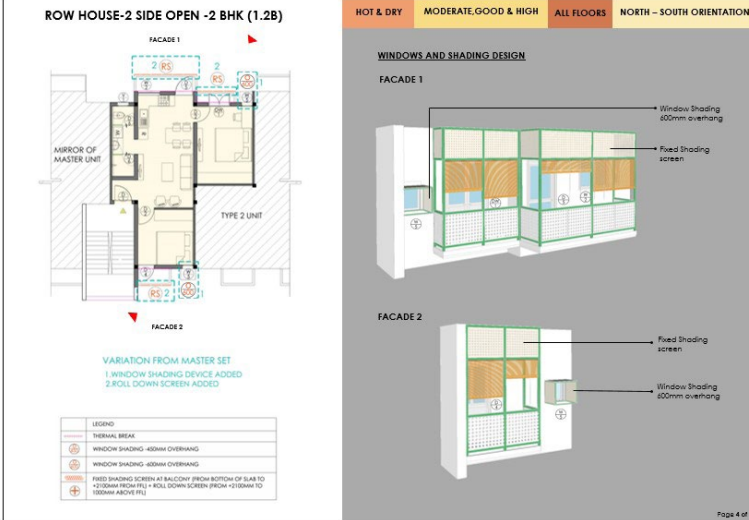 ROW HOUSE-2 SIDE OPEN -2 BHK (1.2B)
FACADE 1
2 RS
2
RS
MIRROR OF
MASTER UNIT
TYPE 2 UNIT
RS 2
FACADE 2
VARIATION FROM MASTER SET
1.WINDOW SHADING DEVICE ADDED
2.ROLL DOWN SCREEN ADDED
LEGEND
THERMAL BREAK
WINDOW SHADING -450MM OVERHANG
WINDOW SHADING -600MM OVERHANG
FIXED SHADING SCREEN AT BALCONY (FROM BOTTOM OF SLAB TO
+2100MM FROM FFL) + ROLL DOWN SCREEN (FROM +2100MM TO
1000MM ABOVE FFL)
HOT & DRY
MODERATE,GOOD & HIGH
ALL FLOORS
NORTH – SOUTH ORIENTATION
WINDOWS AND SHADING DESIGN
FACADE 1
Window Shading
600mm overhang
Fixed Shading
screen
FACADE 2
Fixed Shading
screen
Window Shading
600mm overhang
Page 4 of